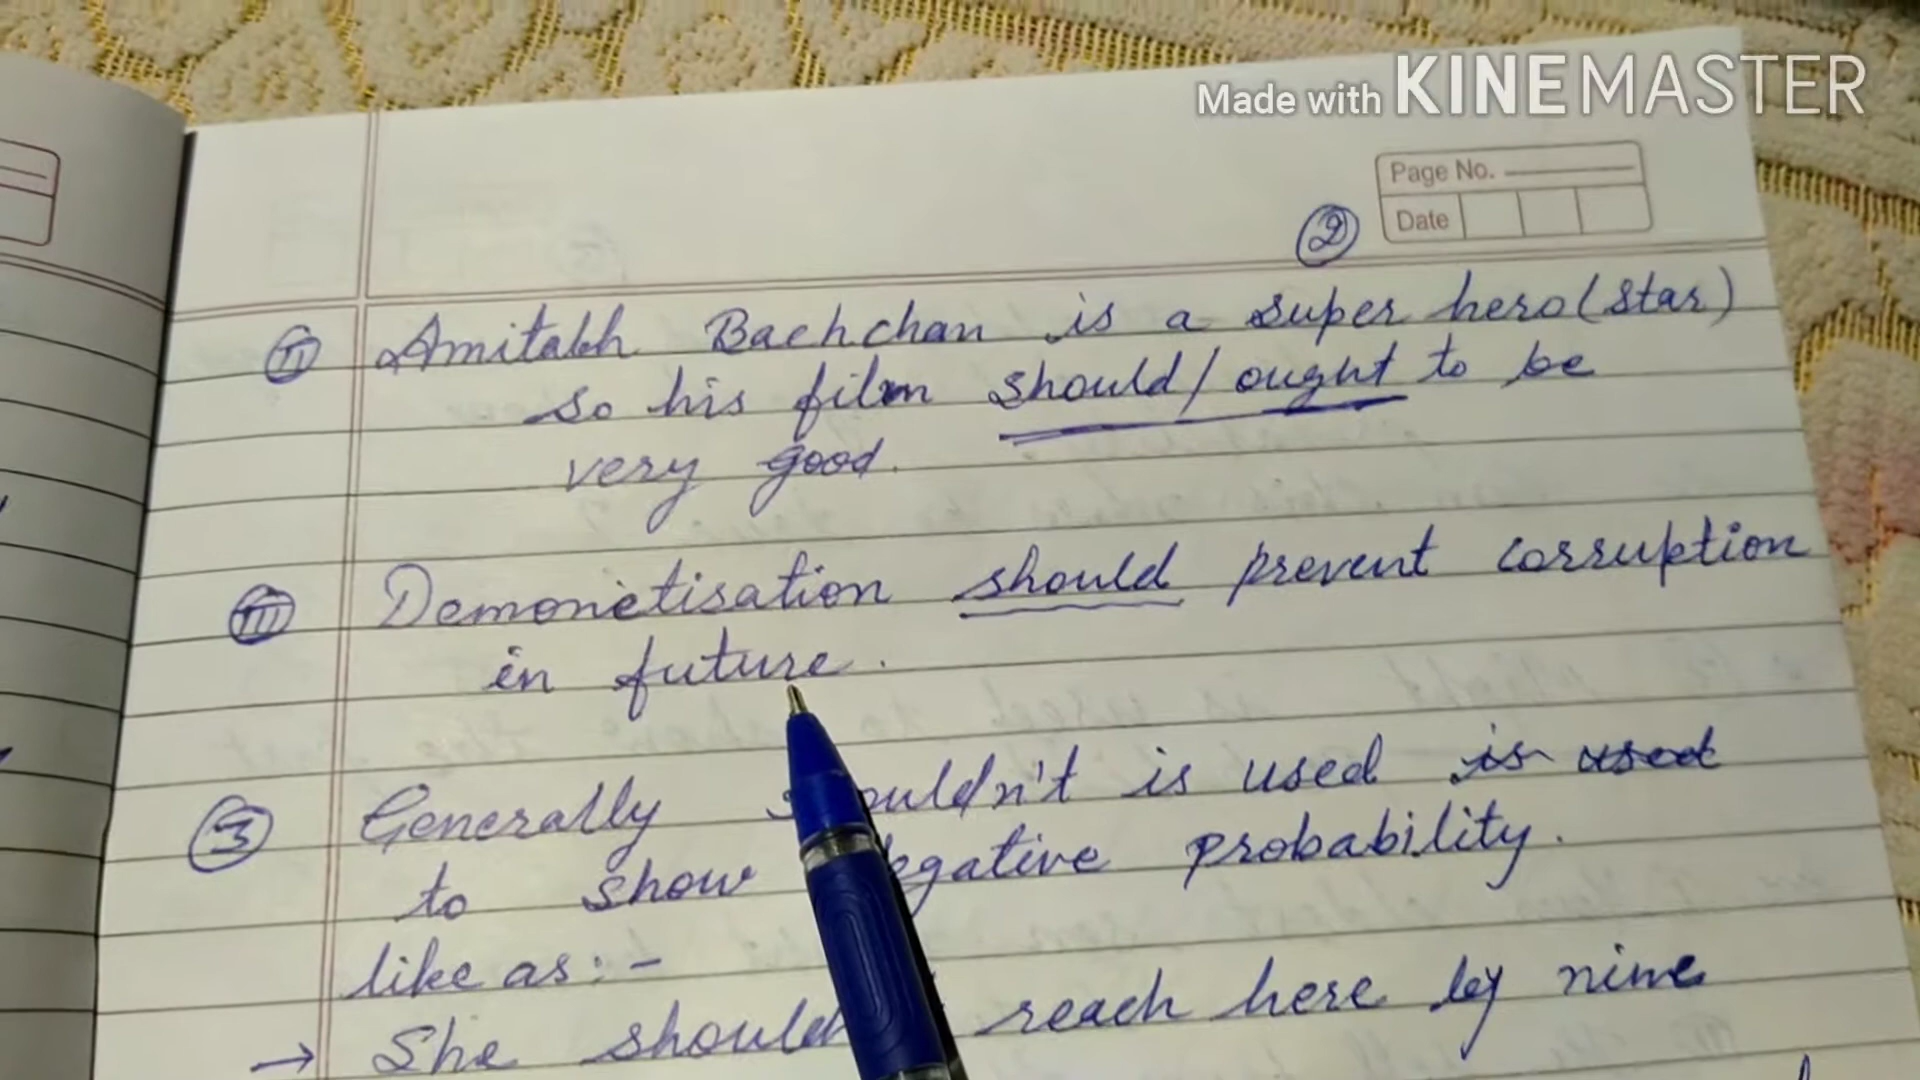 Made with KINEMASTER
Page No.
Date
②
(ii) Amitabh Bachchan is a super hero (star)
so his film should/ought to be
very good.
(iii) Demonetisation should prevent corruption
in future.
③ Generally shouldn't is used is used
to show negative probability.
like as:-
→ She should reach here by nine